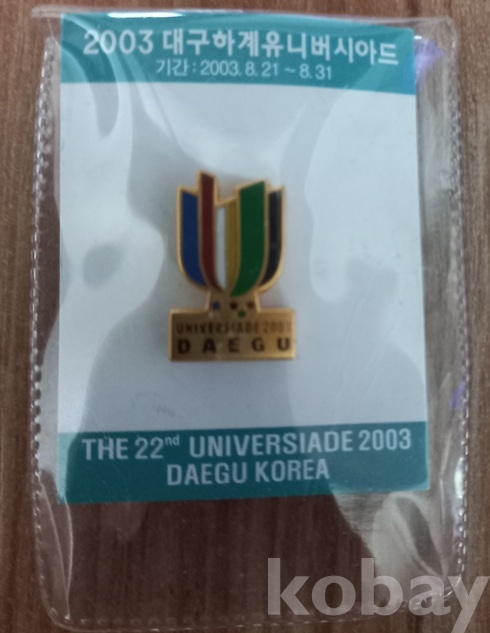 2003 대구하계유니버시아드
기간 : 2003. 8. 21 ~ 8. 31
UNIVERSIADE 2003
DAEGU
THE 22nd UNIVERSIADE 2003
DAEGU KOREA
kobay